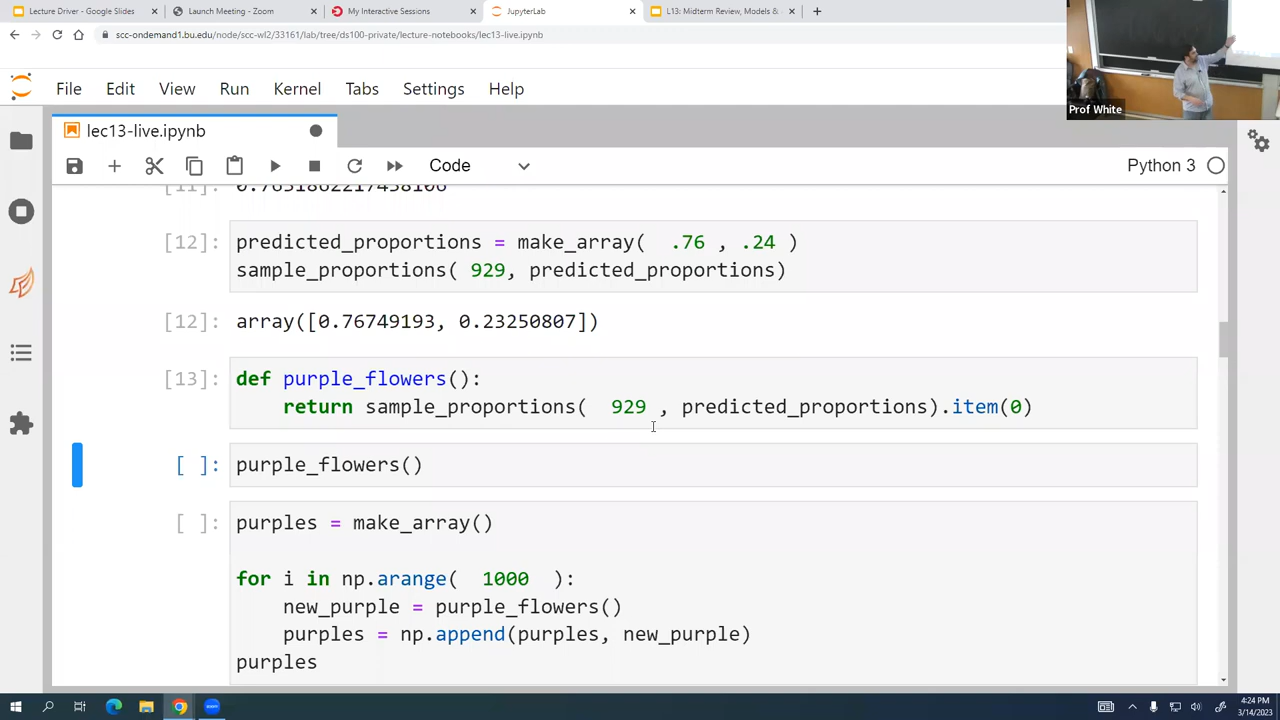 Lecture Driver - Google Slides
Launch Meeting - Zoom
My Interactive Sessions
JupyterLab
L13: Midterm Review, Models &
scc-ondemand1.bu.edu/node/scc-wl2/33161/lab/tree/ds100-private/lecture-notebooks/lec13-live.ipynb
Prof White
File Edit View Run Kernel Tabs Settings Help
lec13-live.ipynb
Code
Python 3
[12]: predicted_proportions = make_array( .76 , .24 )
sample_proportions( 929, predicted_proportions)
[12]: array([0.76749193, 0.23250807])
[13]: def purple_flowers():
return sample_proportions( 929 , predicted_proportions).item(0)
[ ]: purple_flowers()
[ ]: purples = make_array()
for i in np.arange( 1000 ):
new_purple = purple_flowers()
purples = np.append(purples, new_purple)
purples
4:24 PM
3/14/2023